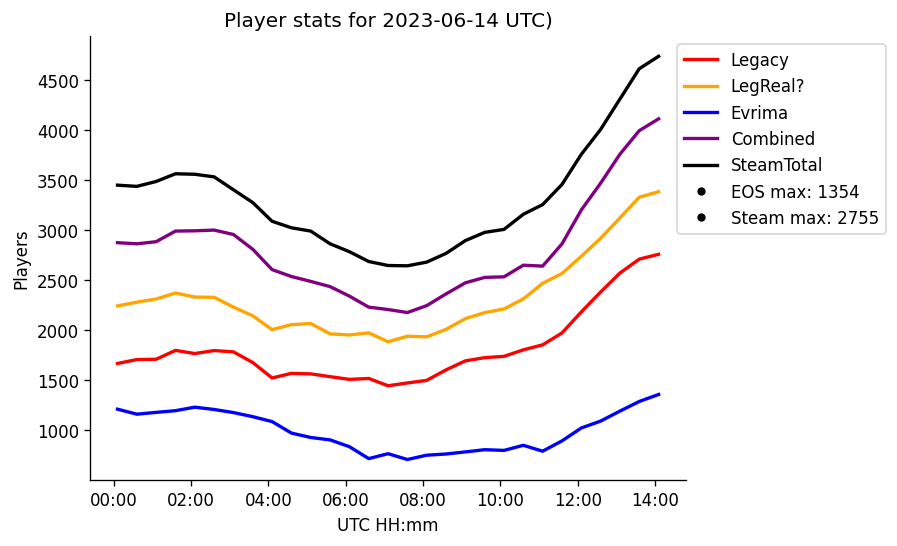 Player stats for 2023-06-14 UTC)
Legacy
LegReal?
Evrima
Combined
SteamTotal
EOS max: 1354
Steam max: 2755
Players
4500
4000
3500
3000
2500
2000
1500
1000
00:00 02:00 04:00 06:00 08:00 10:00 12:00 14:00
UTC HH:mm